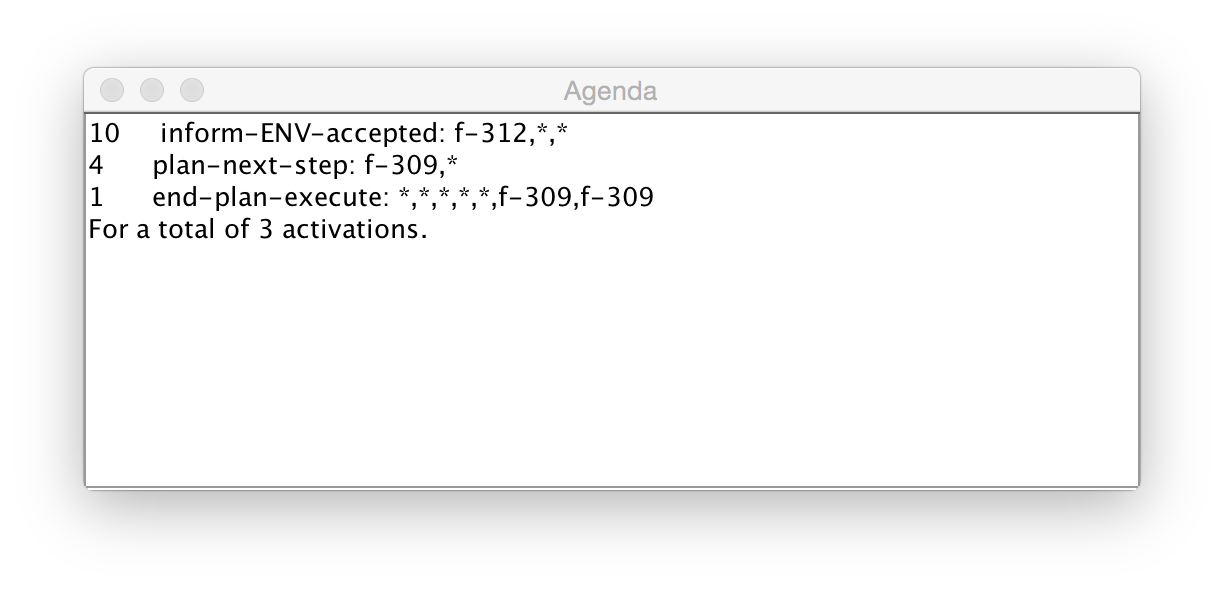 Agenda
10 inform-ENV-accepted: f-312,*,*
4 plan-next-step: f-309,*
1 end-plan-execute: *,*,*,*,*,f-309,f-309
For a total of 3 activations.